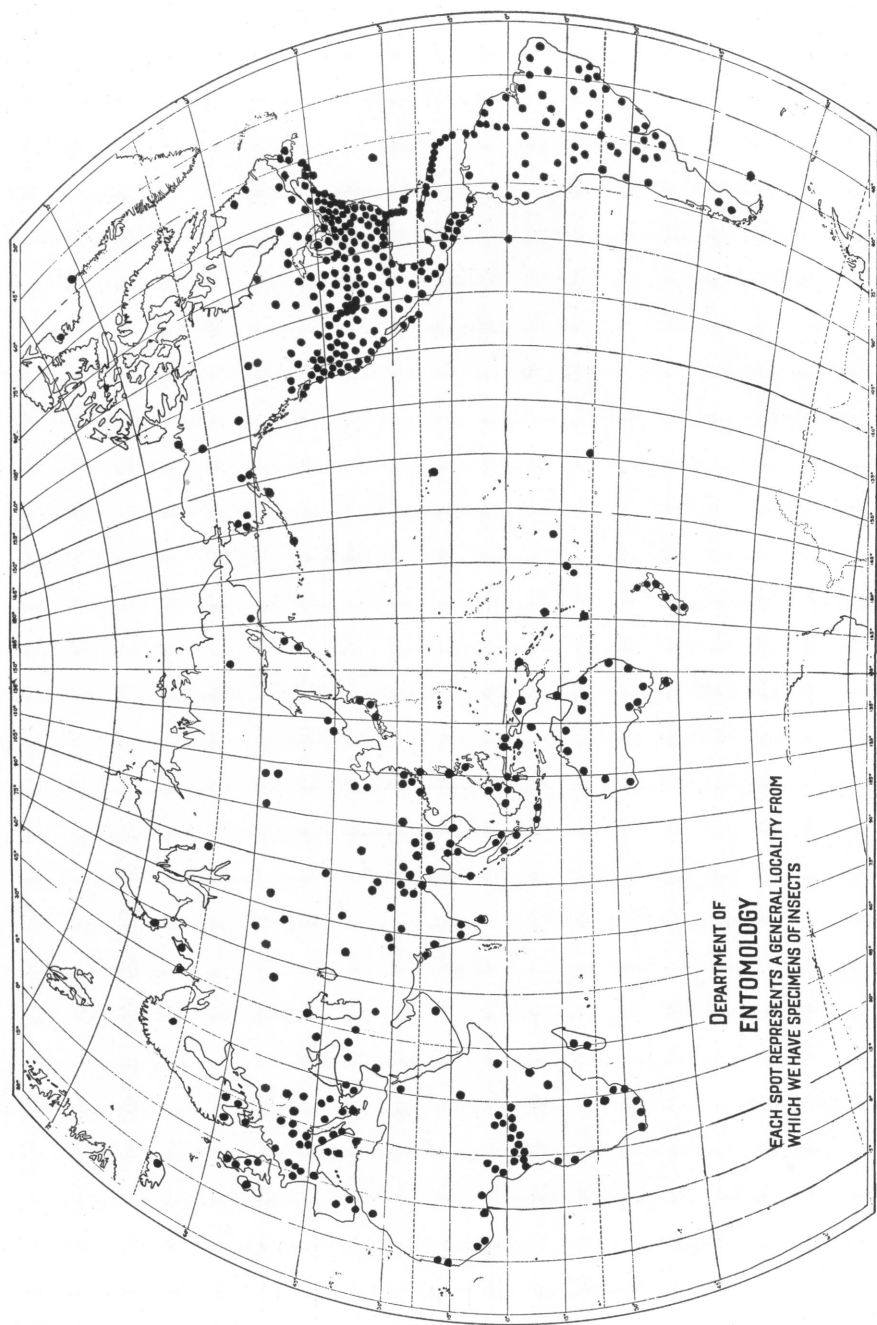 DEPARTMENT OF
ENTOMOLOGY
EACH SPOT REPRESENTS A GENERAL LOCALITY FROM
WHICH WE HAVE SPECIMENS OF INSECTS